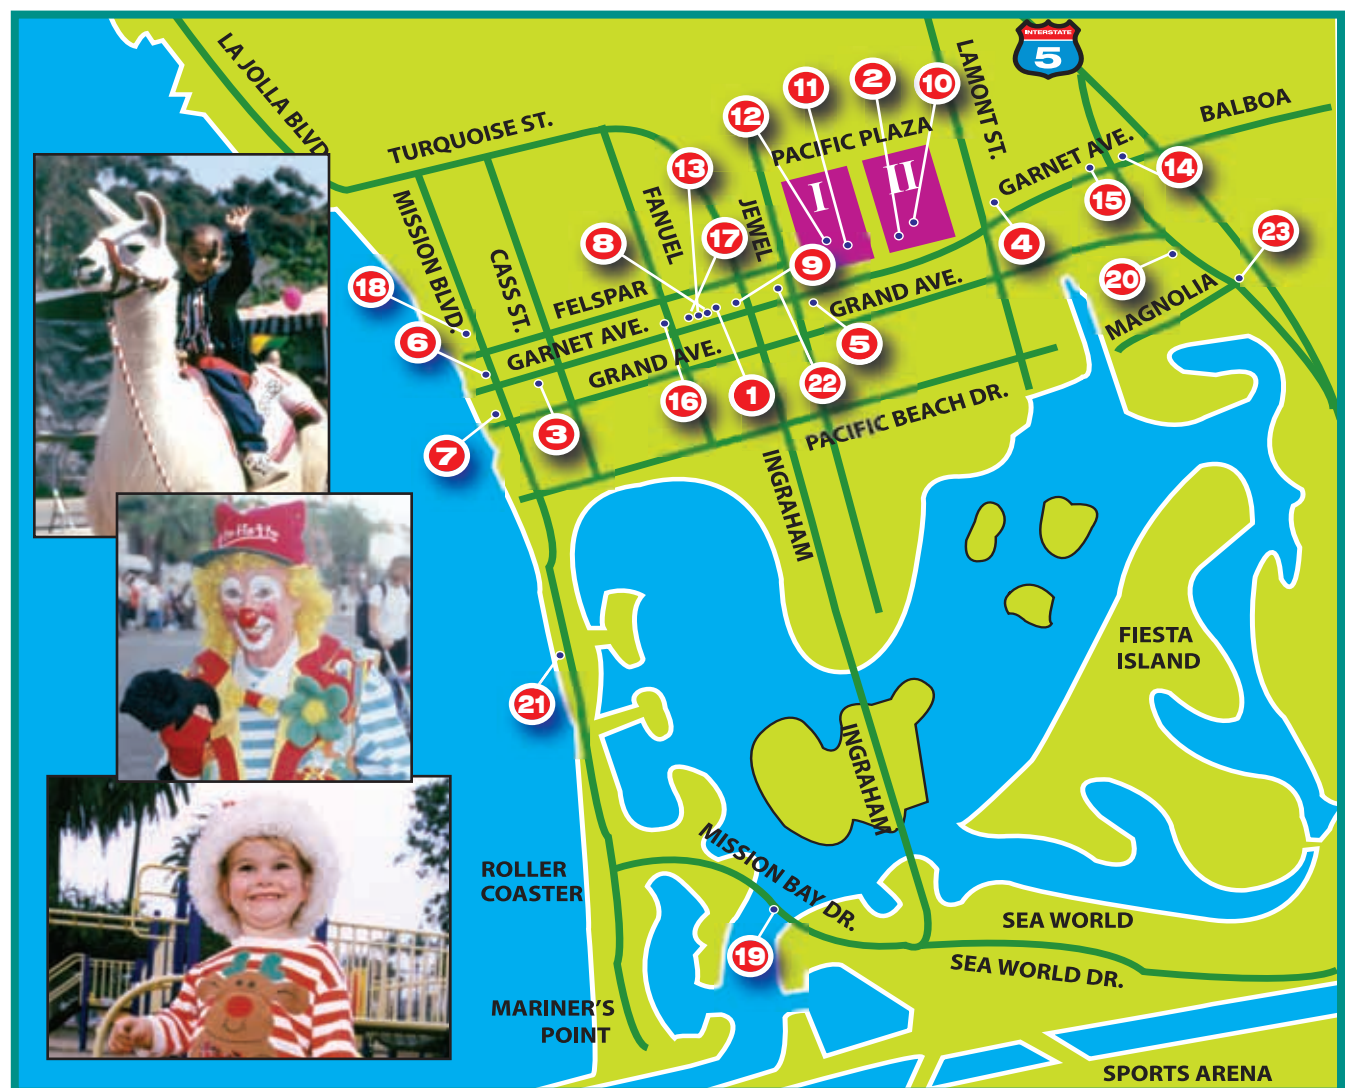 LA JOLLA BLVD
INTERSTATE
5
LAMONT ST.
BALBOA
TURQUOISE ST.
PACIFIC PLAZA
GARNET AVE.
11
2
10
12
13
14
15
I
II
MISSION BLVD.
CASS ST.
FANUEL
JEWEL
8
17
9
4
23
20
MAGNOLIA
18
FELSPAR
GARNET AVE.
GRAND AVE.
GRAND AVE.
6
5
22
16
1
3
7
PACIFIC BEACH DR.
INGRAHAM
FIESTA
ISLAND
21
INGRAHAM
MISSION BAY DR.
ROLLER
COASTER
SEA WORLD
19
SEA WORLD DR.
MARINER'S
POINT
SPORTS ARENA